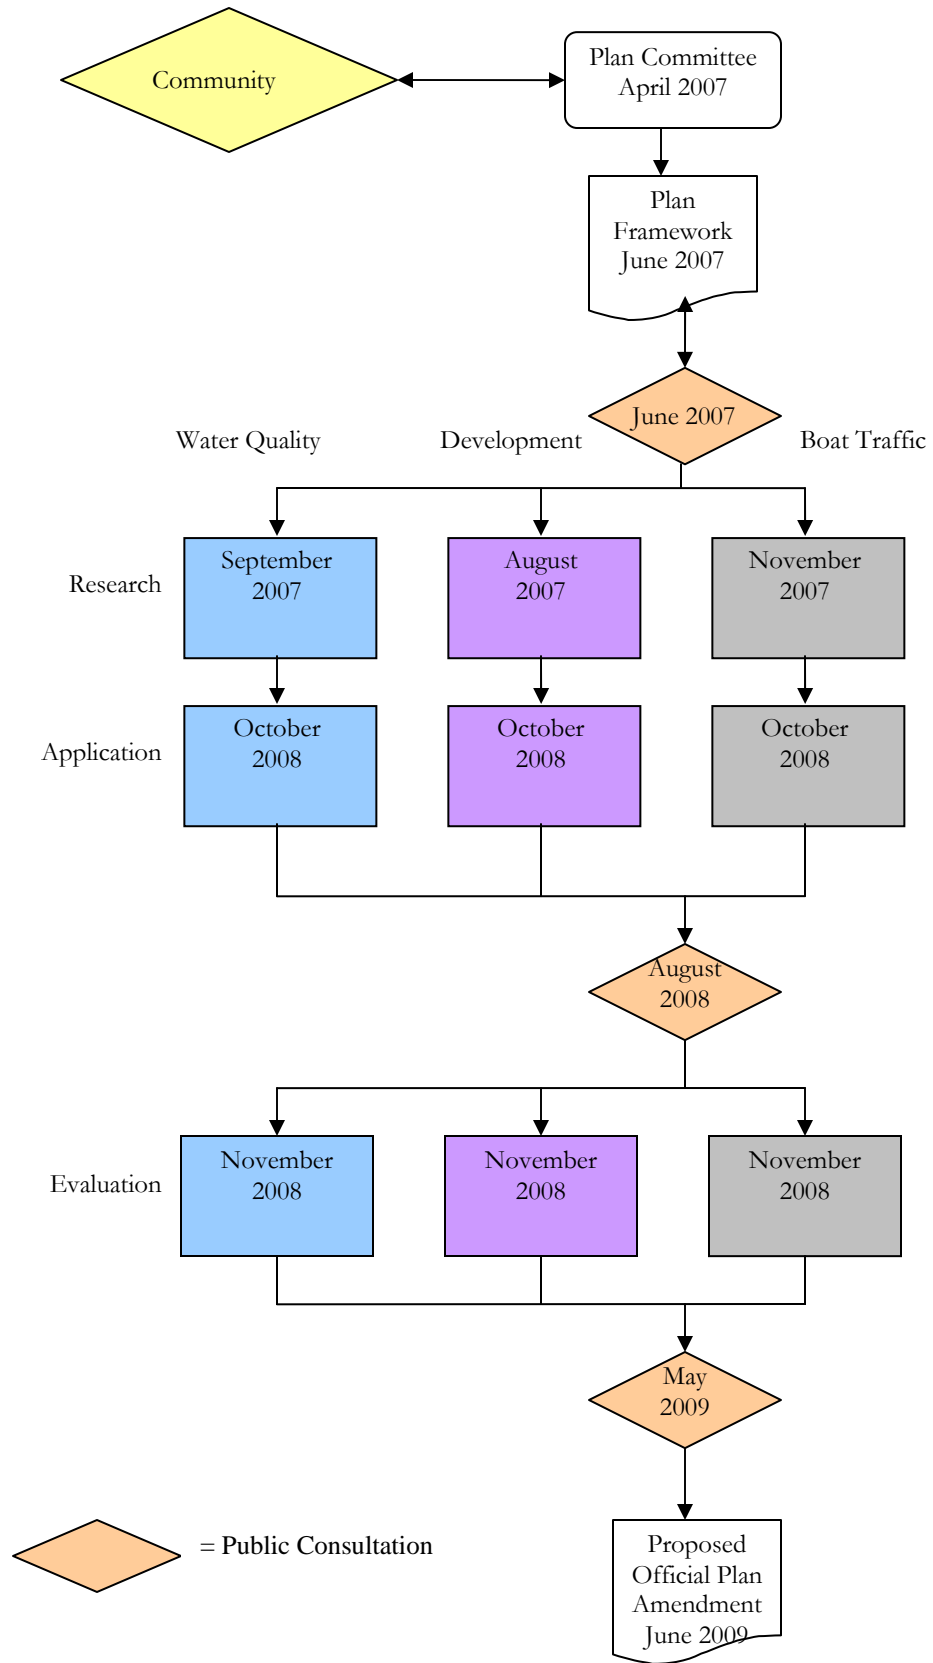 Community
Plan Committee
April 2007
Plan
Framework
June 2007
June 2007
Water Quality
Development
Boat Traffic
Research
September
2007
August
2007
November
2007
Application
October
2008
October
2008
October
2008
August
2008
Evaluation
November
2008
November
2008
November
2008
May
2009
= Public Consultation
Proposed
Official Plan
Amendment
June 2009